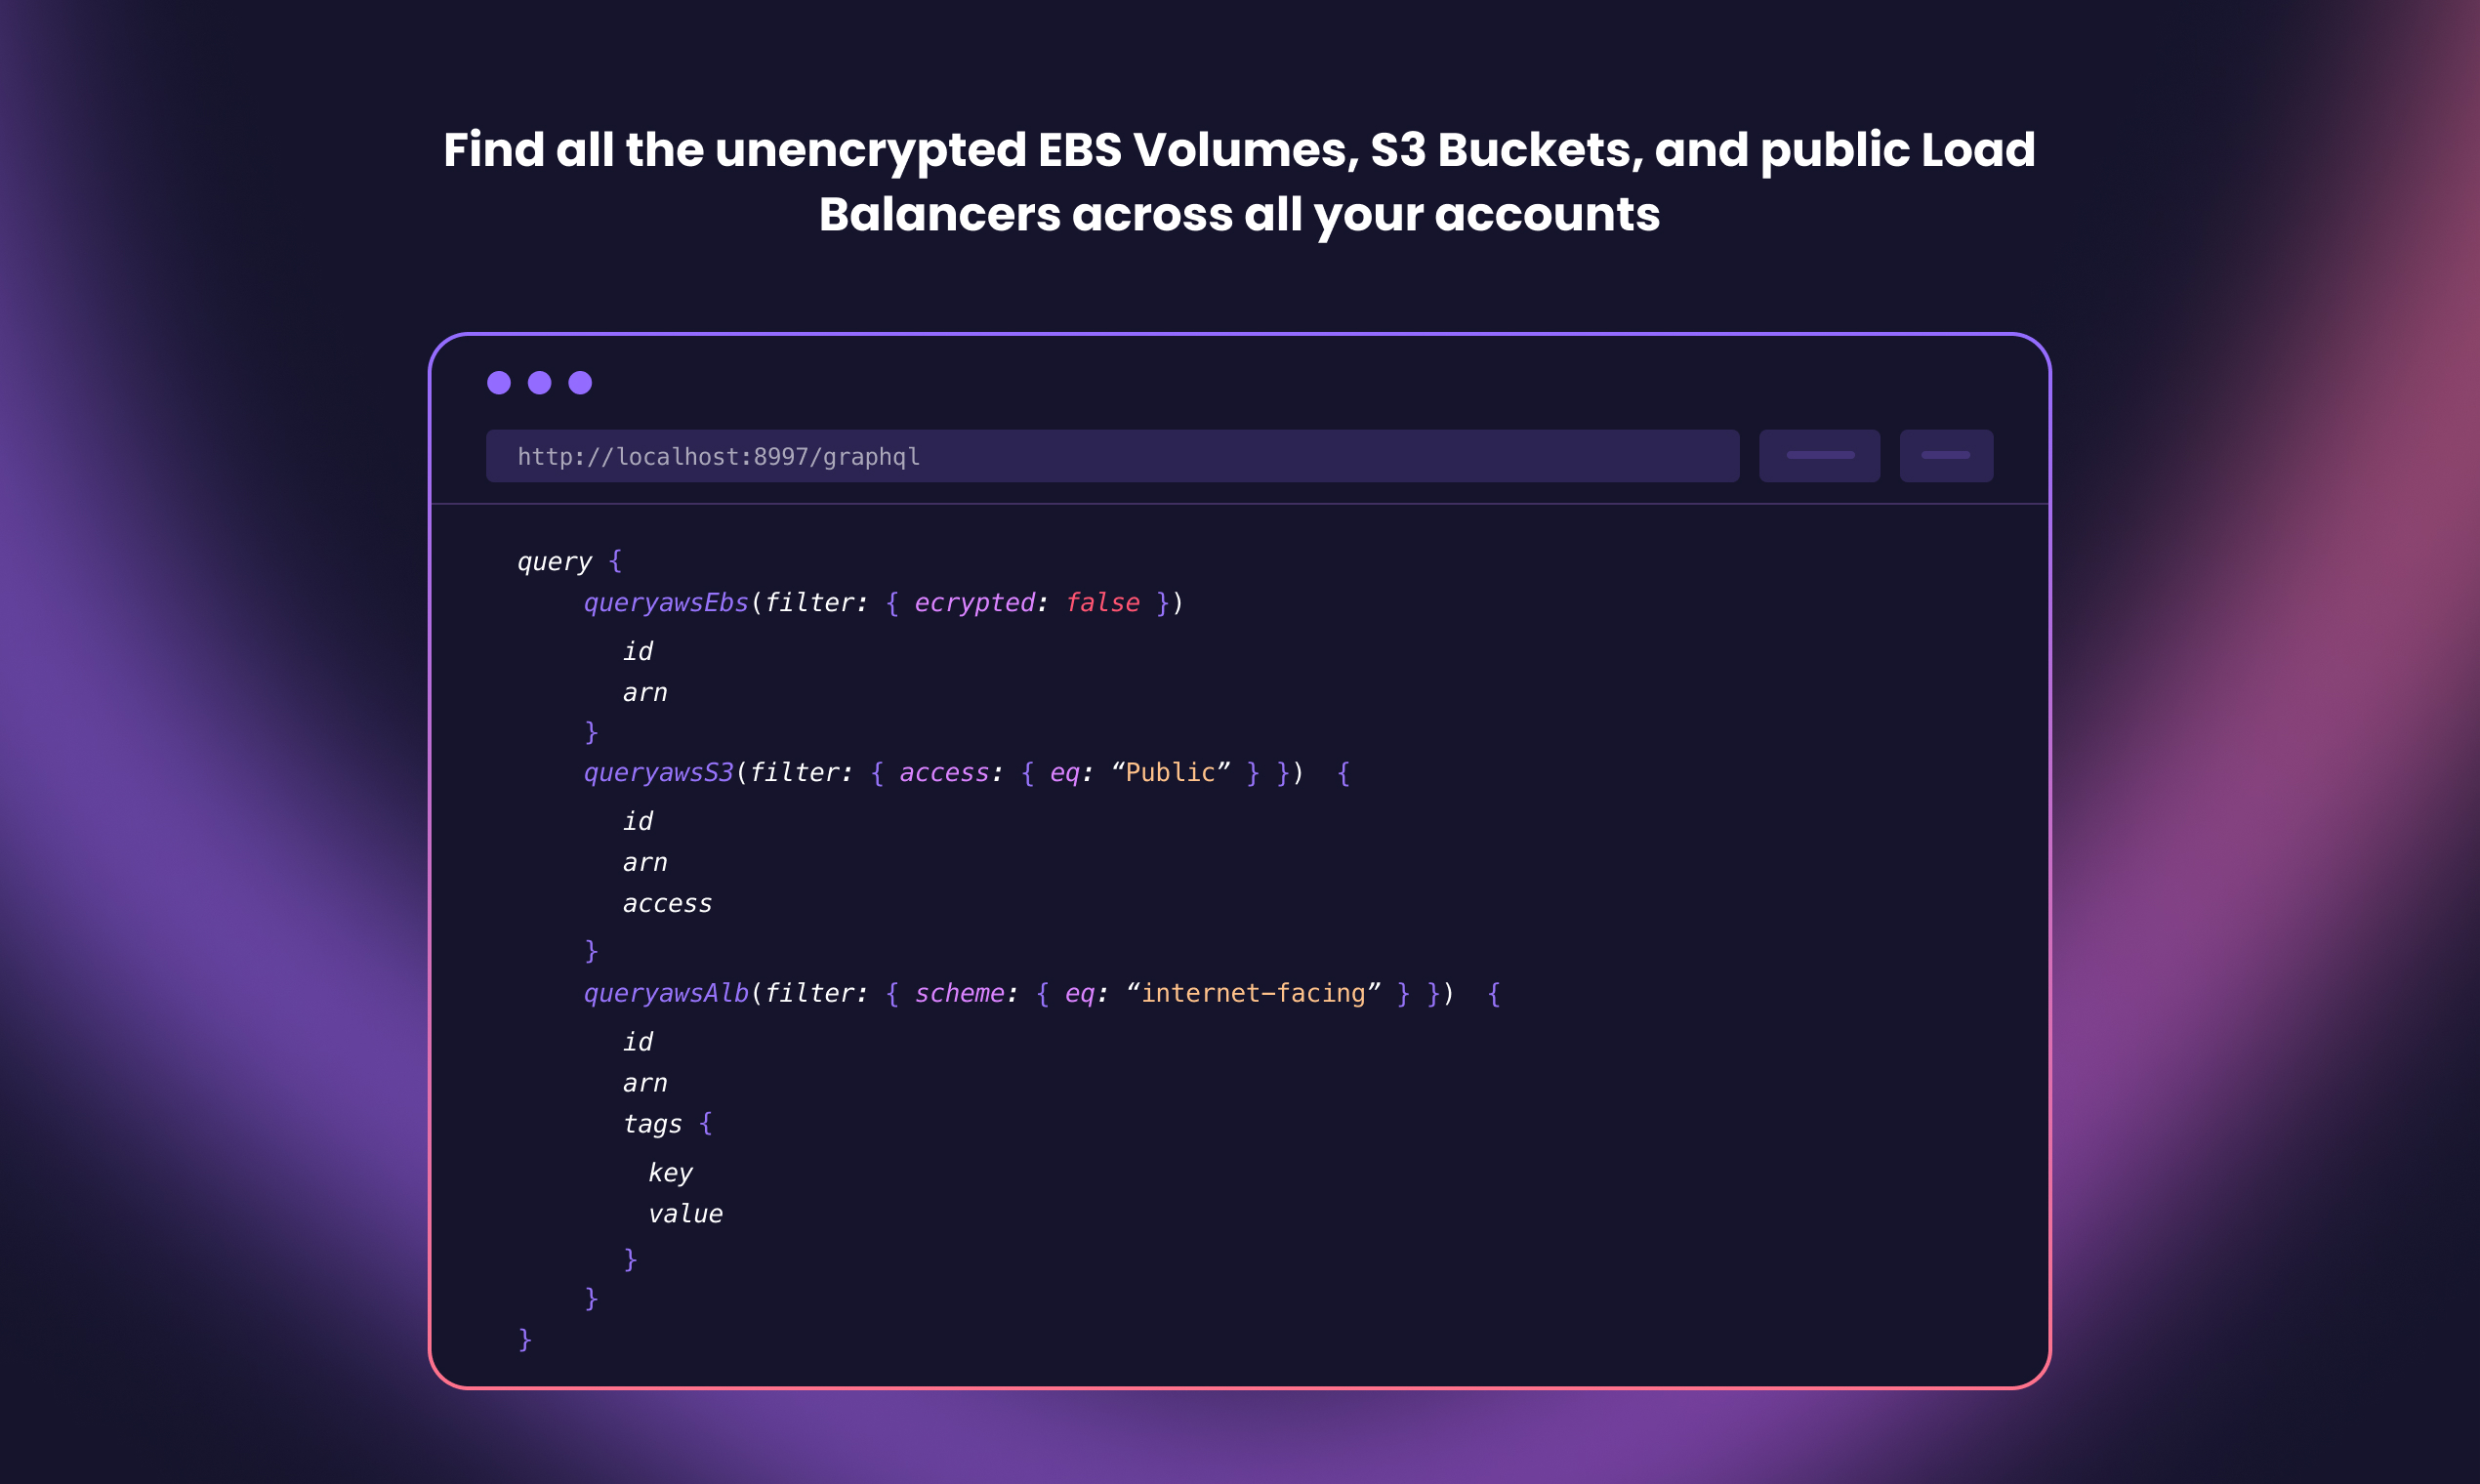 Find all the unencrypted EBS Volumes, S3 Buckets, and public Load
Balancers across all your accounts
http://localhost:8997/graphql
query {
queryawsEbs(filter: { ecrypted: false })
id
arn
}
queryawsS3(filter: { access: { eq: “Public” } })  {
id
arn
access
}
queryawsAlb(filter: { scheme: { eq: “internet-facing” } })  {
id
arn
tags {
key
value
}
}
}